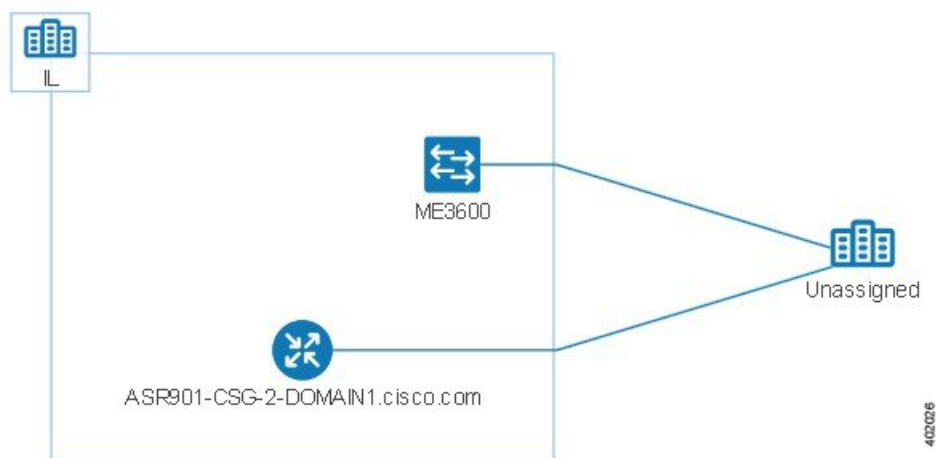 IL
ME3600
Unassigned
ASR901-CSG-2-DOMAIN1.cisco.com
402026